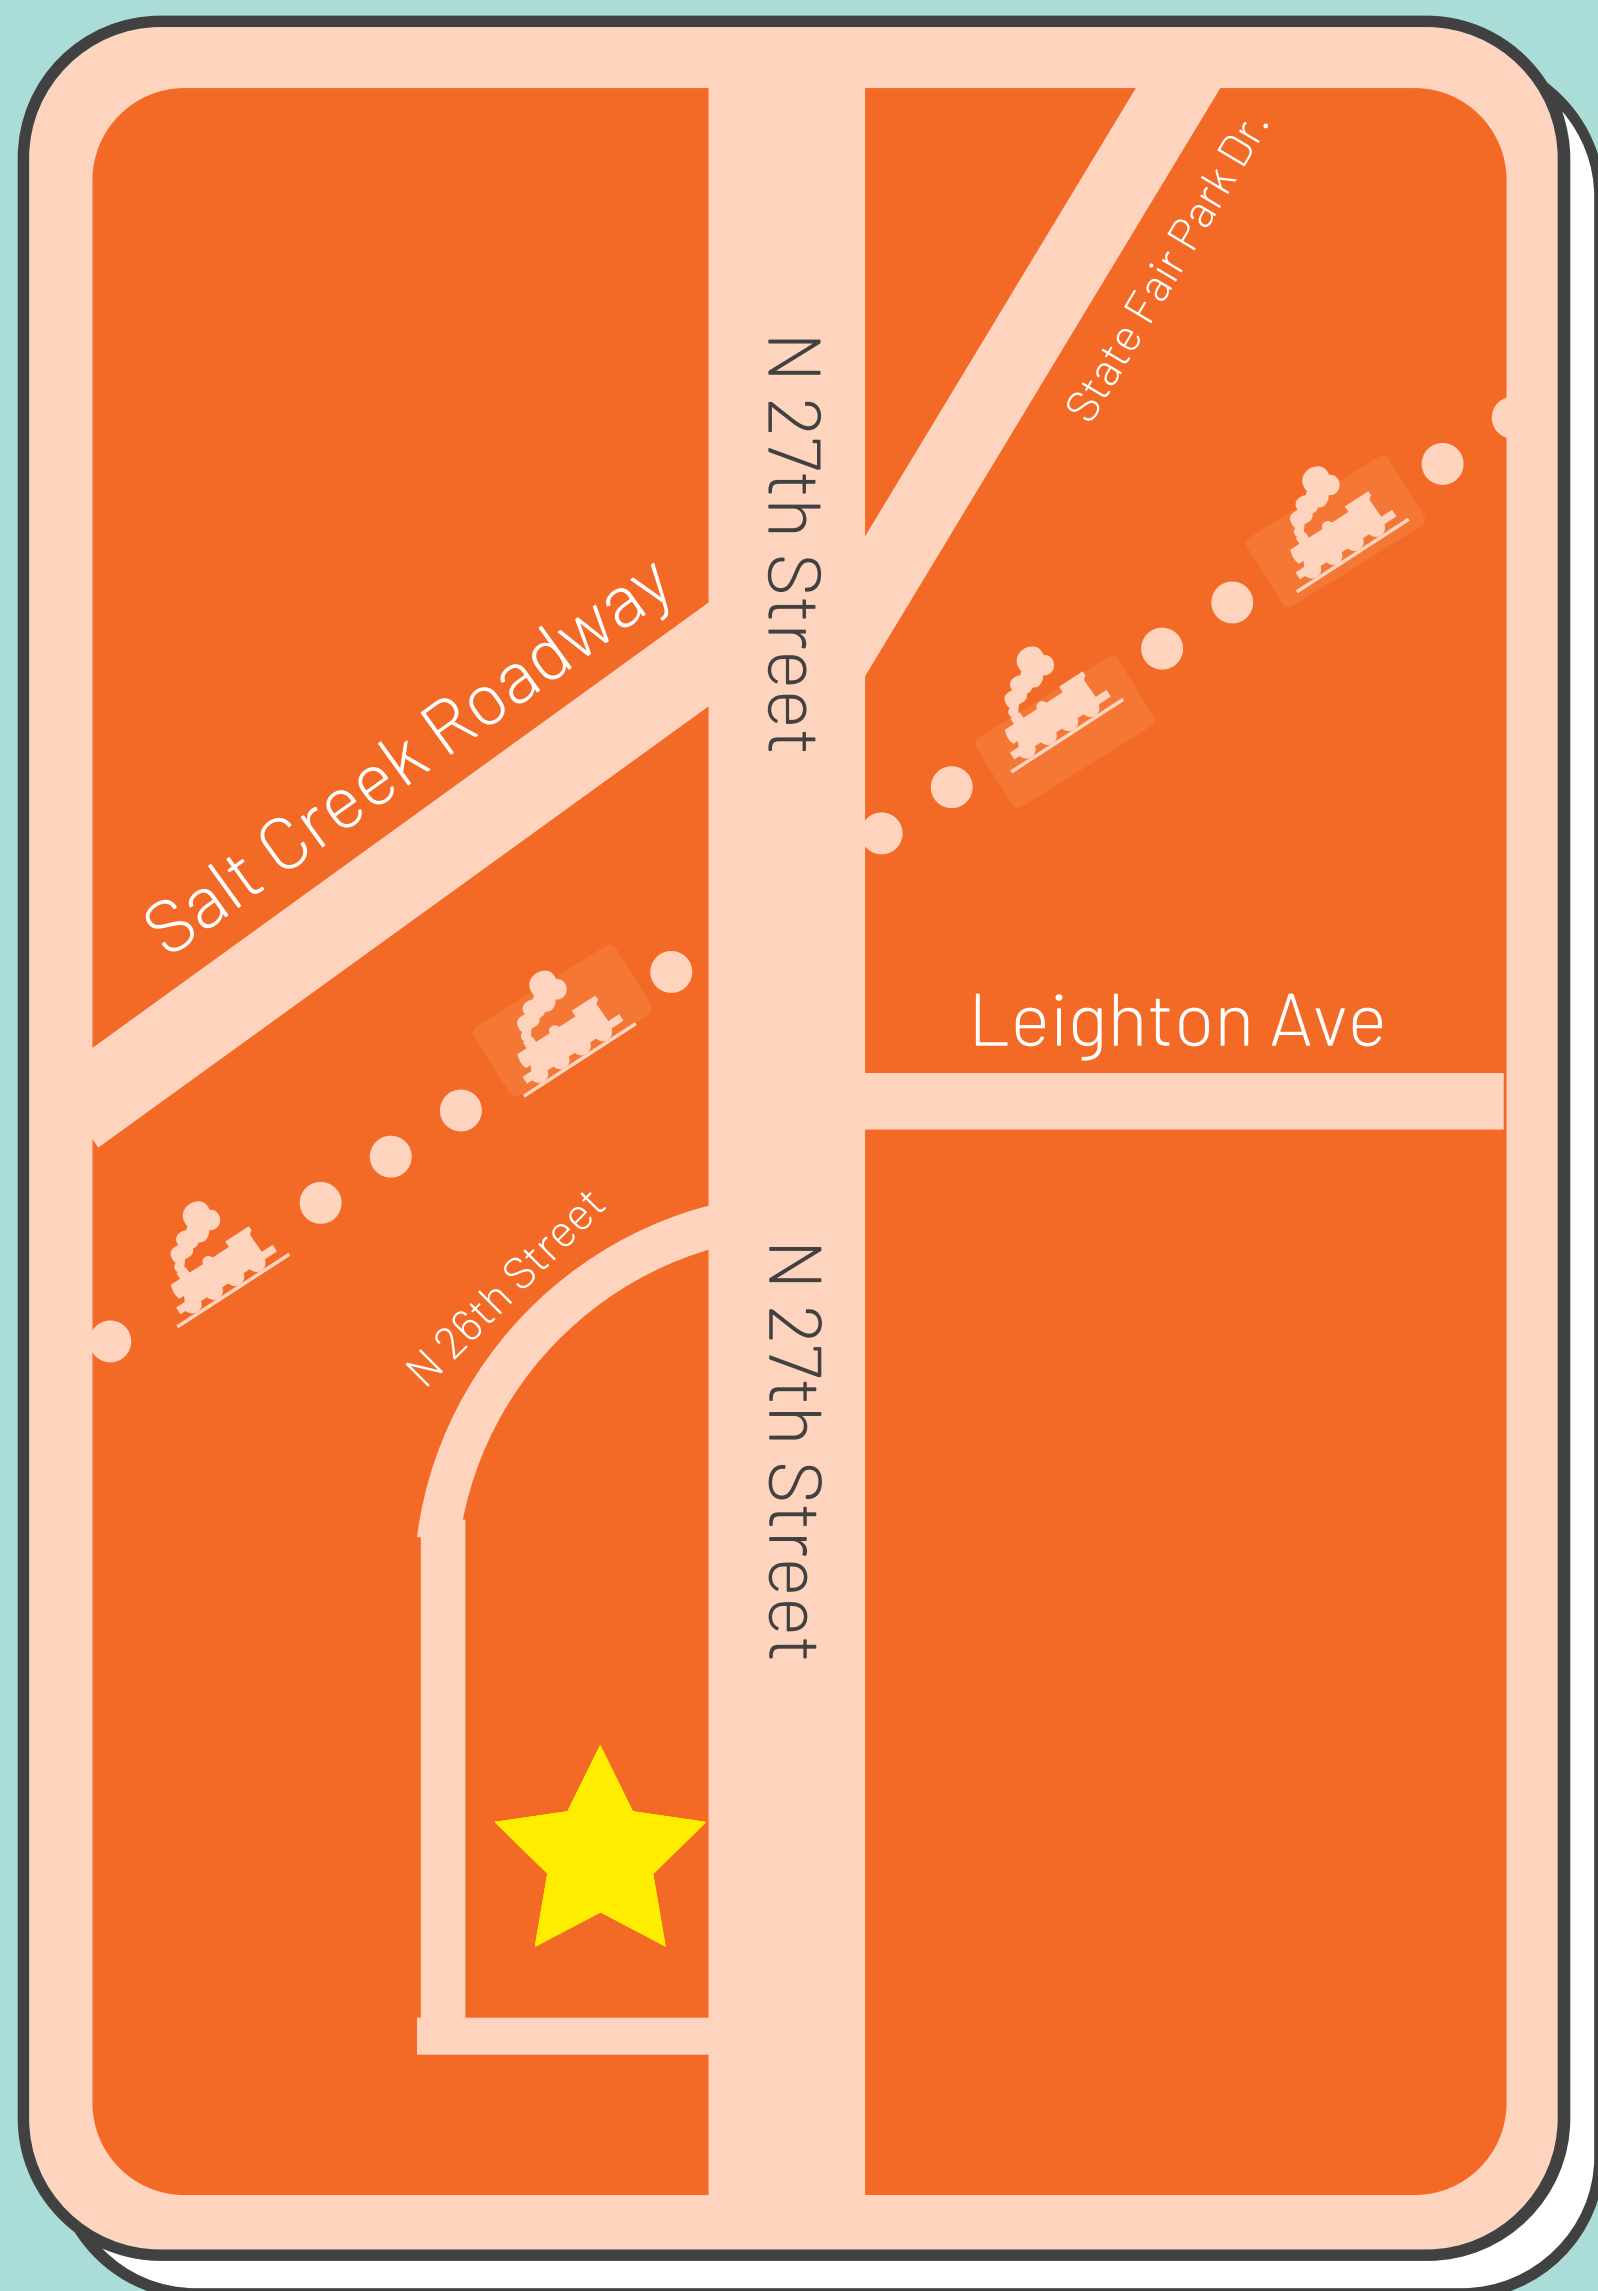 State Fair Park Dr.
N 27th Street
Salt Creek Roadway
Leighton Ave
N 26th Street
N 27th Street